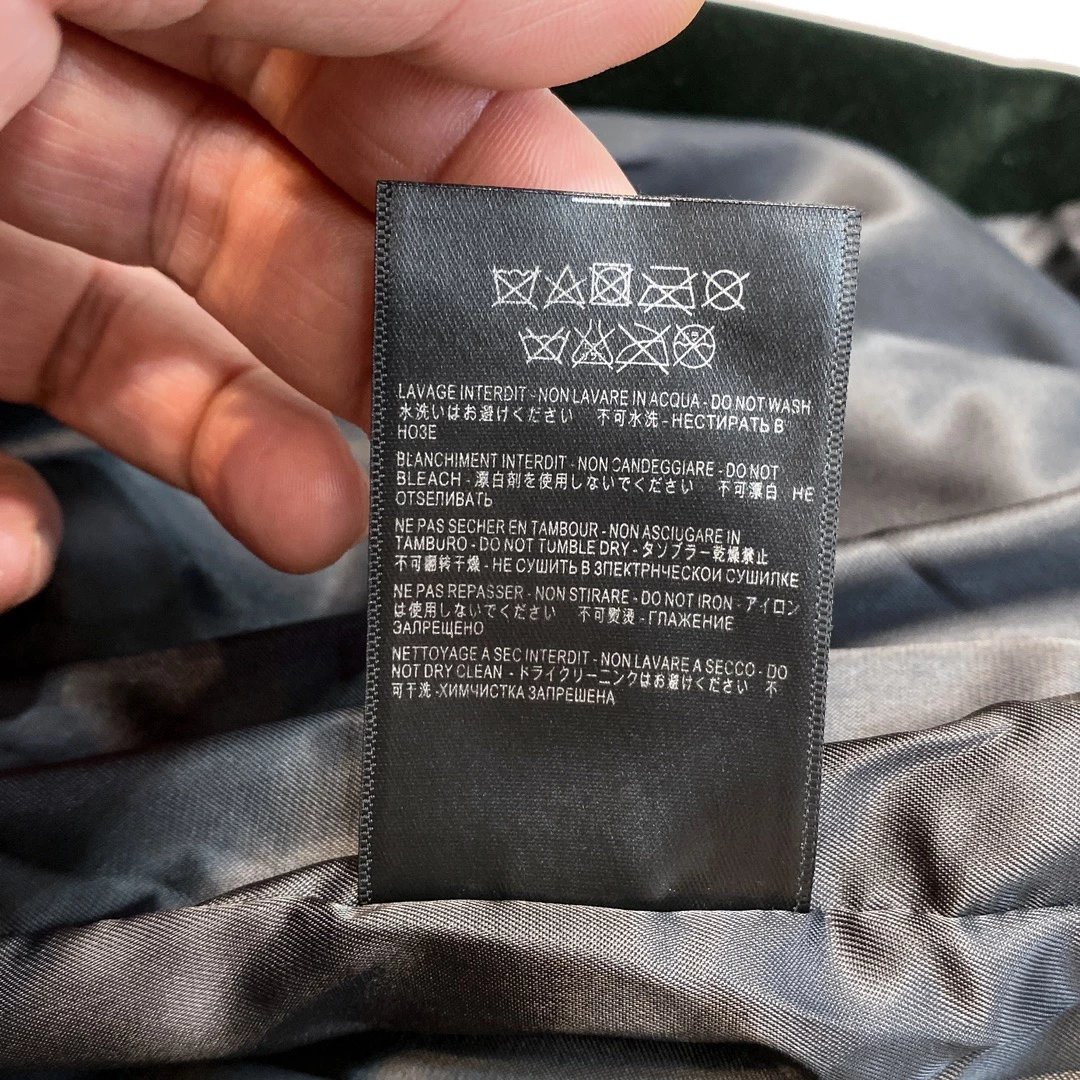 LAVAGE INTERDIT - NON LAVARE IN ACQUA - DO NOT WASH
水洗いはお避けください 不可水洗 - НЕСТИРАТЬ В
НОЗЕ
BLANCHIMENT INTERDIT - NON CANDEGGIARE - DO NOT
BLEACH - 漂白剤を使用しないでください 不可漂白 НЕ
OTSEЛИВАТЬ
NE PAS SECHER EN TAMBOUR - NON ASCIUGARE IN
TAMBURO - DO NOT TUMBLE DRY - タンブラー乾燥禁止
不可翻转干燥 - НЕ СУШИТЬ В ЗПЕКТРНЧЕСКОИ СУШИЛКЕ
NE PAS REPASSER - NON STIRARE - DO NOT IRON - アイロン
は使用しないでください 不可熨烫 - ГЛАЖЕНИЕ
ЗАПРЕЩЕНО
NETTOYAGE A SEC INTERDIT - NON LAVARE A SECCO - DO
NOT DRY CLEAN - ドライクリーニングはお避けください 不
可干洗 -ХИМЧИСТКА ЗАПРЕШЕНА